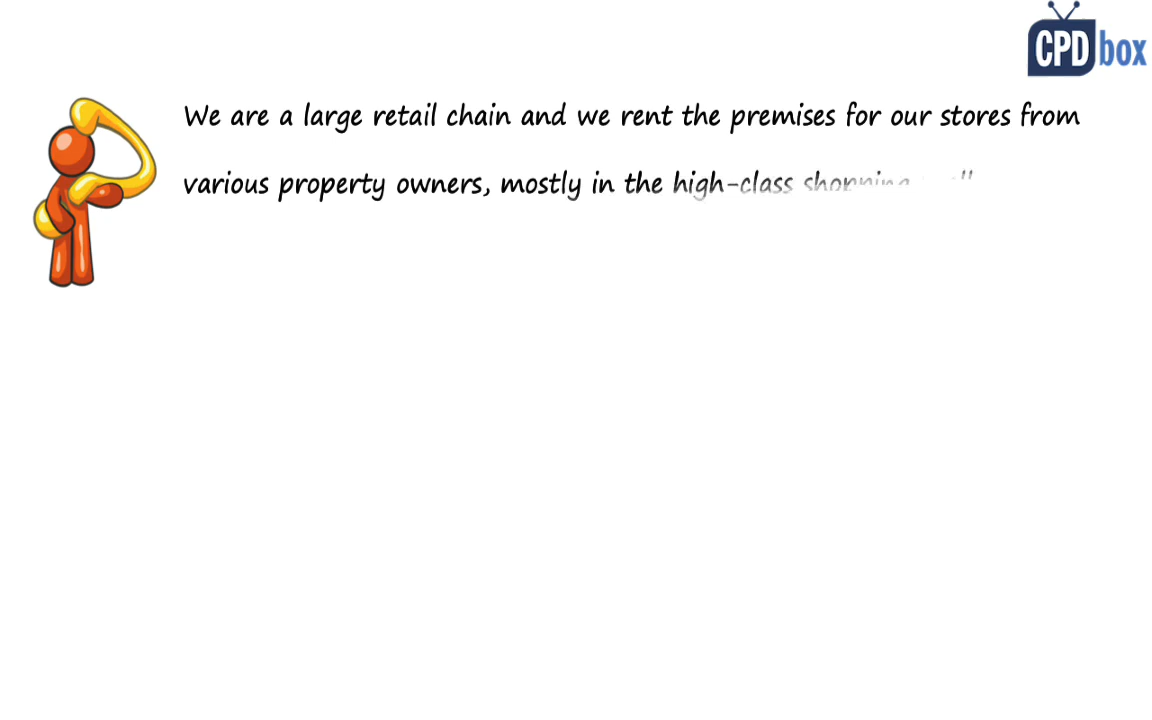 CPD box
We are a large retail chain and we rent the premises for our stores from
various property owners, mostly in the high-class shopping